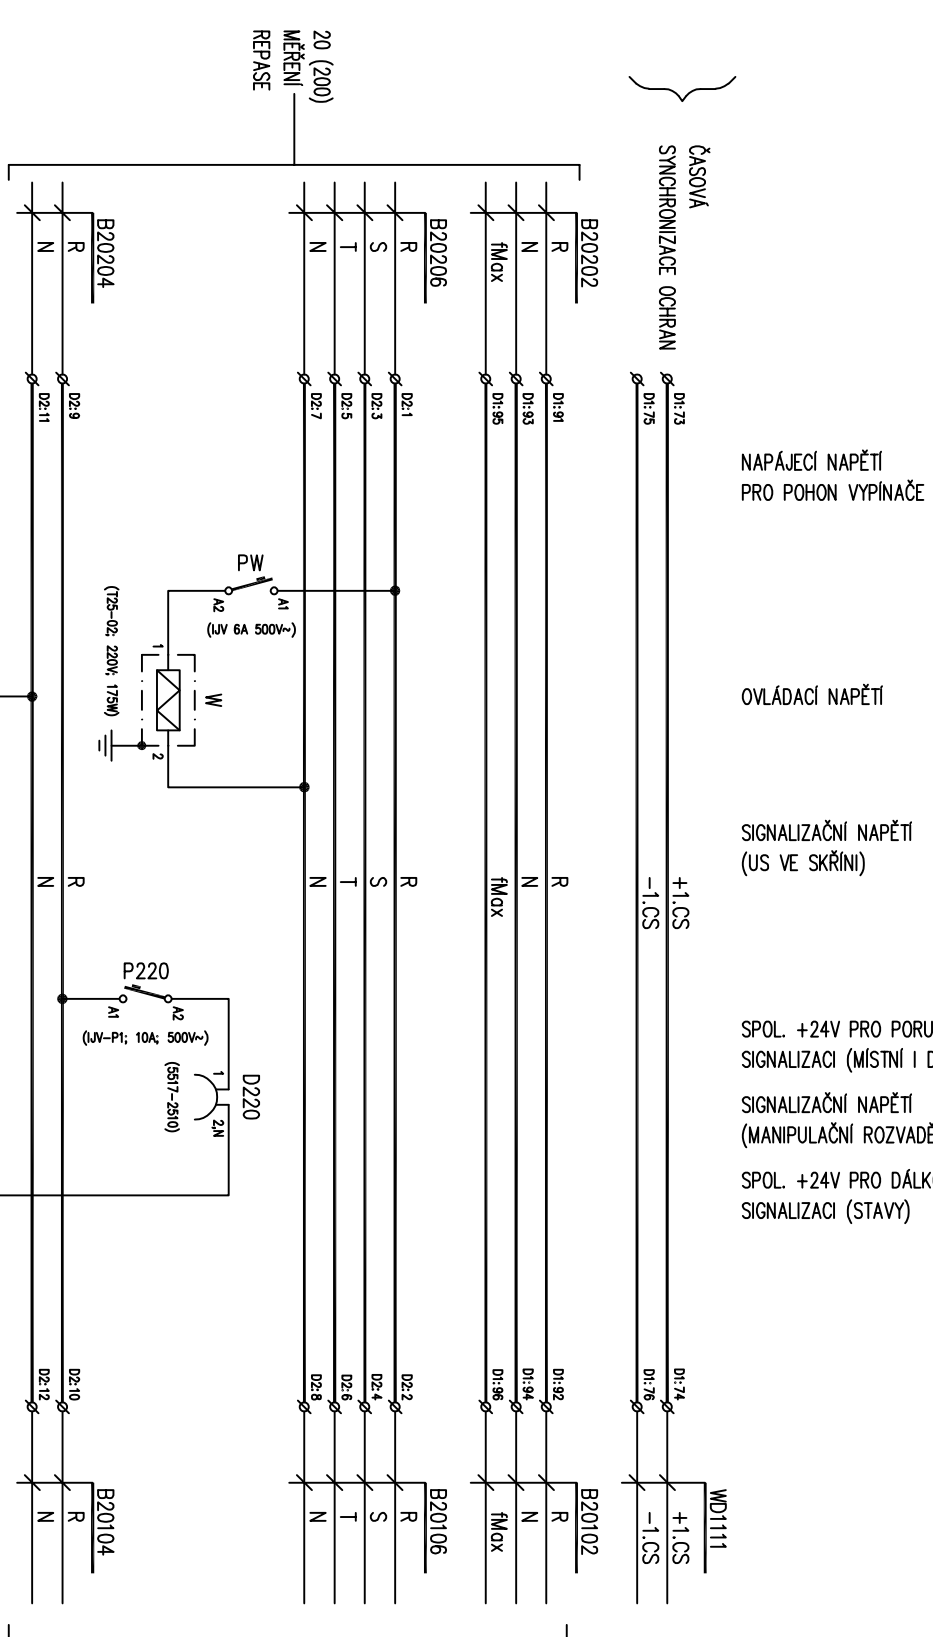 20 (200)
MĚŘENÍ
REPASE
ČASOVÁ
SYNCHRONIZACE OCHRAN
B20204
R
N
B20206
R
S
T
N
B20202
R
N
fMax
D2:11
D2:9
D2:7
D2:5
D2:3
D2:1
D1:95
D1:93
D1:91
D1:75
D1:73
NAPÁJECÍ NAPĚTÍ
PRO POHON VYPÍNAČE
PW
A2
A1
(IJV 6A 500V~)
(T25-02; 220V; 175W)
1
W
2
OVLÁDACÍ NAPĚTÍ
SIGNALIZAČNÍ NAPĚTÍ
(US VE SKŘÍNI)
N
R
N
T
S
R
fMax
N
R
-1.CS
+1.CS
P220
A1
A2
(IJV-P1; 10A; 500V~)
(5517-2510)
1
2,N
D220
SPOL. +24V PRO PORU
SIGNALIZACI (MÍSTNÍ I D
SIGNALIZAČNÍ NAPĚTÍ
(MANIPULAČNÍ ROZVADĚ
SPOL. +24V PRO DÁLK
SIGNALIZACI (STAVY)
D2:12
D2:10
D2:8
D2:6
D2:4
D2:2
D1:96
D1:94
D1:92
D1:76
D1:74
B20104
R
N
B20106
R
S
T
N
B20102
R
N
fMax
WD1111
+1.CS
-1.CS